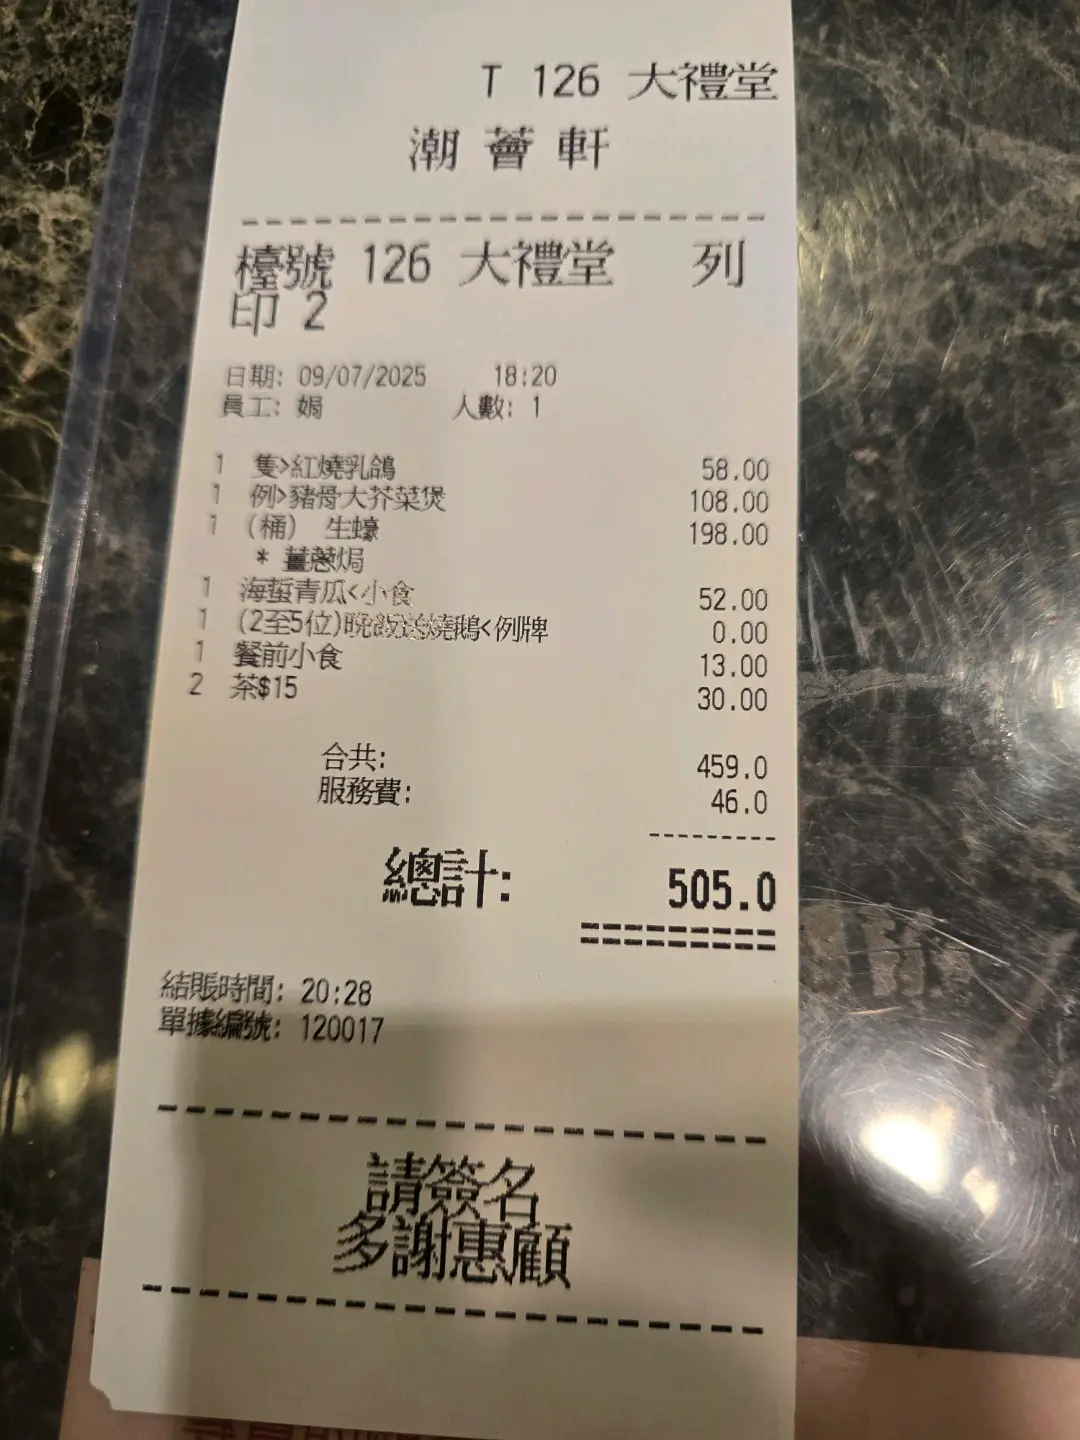 T 126 大禮堂
潮薈軒
檯號 126 大禮堂 列
印 2
日期: 09/07/2025 18:20
員工: 娟 人數: 1
1 隻>紅燒乳鴿 58.00
1 例>豬骨大芥菜煲 108.00
1 (桶) 生蠔 198.00
* 薑蔥焗
1 海蜇青瓜<小食 52.00
1 (2至5位)晚飯送燒鵝<例牌 0.00
1 餐前小食 13.00
2 茶$15 30.00
合共: 459.0
服務費: 46.0
總計: 505.0
結賬時間: 20:28
單據編號: 120017
請簽名
多謝惠顧